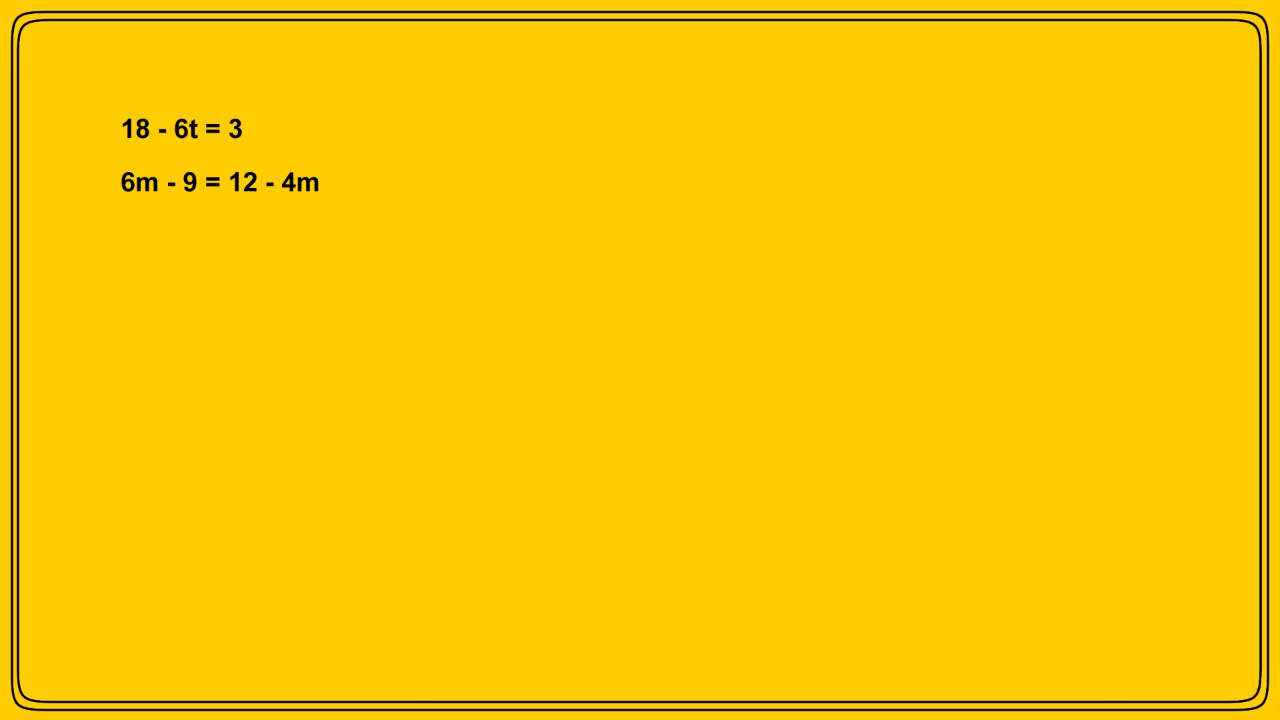 18 - 6t = 3
6m - 9 = 12 - 4m